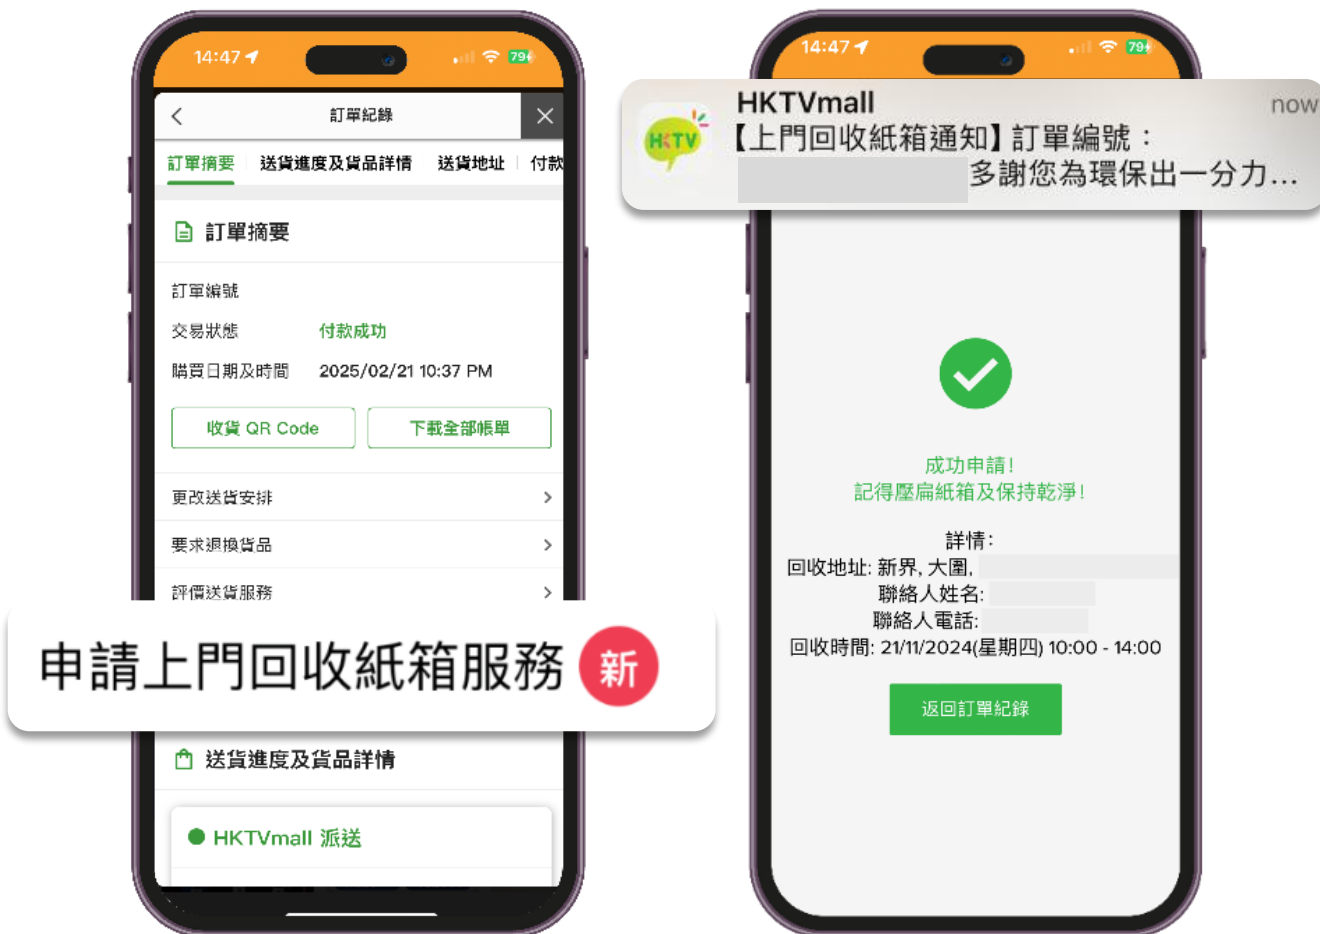 14:47
79
訂單紀錄
訂單摘要 送貨進度及貨品詳情 送貨地址 付款
訂單摘要
訂單編號
交易狀態 付款成功
購買日期及時間 2025/02/21 10:37 PM
收貨 QR Code 下載全部帳單
更改送貨安排
要求退換貨品
評價送貨服務
申請上門回收紙箱服務 新
送貨進度及貨品詳情
HKTVmall 派送
14:47
79
HKTV
HKTVmall now
【上門回收紙箱通知】訂單編號：
多謝您為環保出一分力...
成功申請！
記得壓扁紙箱及保持乾淨！
詳情：
回收地址: 新界, 大圍,
聯絡人姓名:
聯絡人電話:
回收時間: 21/11/2024(星期四) 10:00 - 14:00
返回訂單紀錄